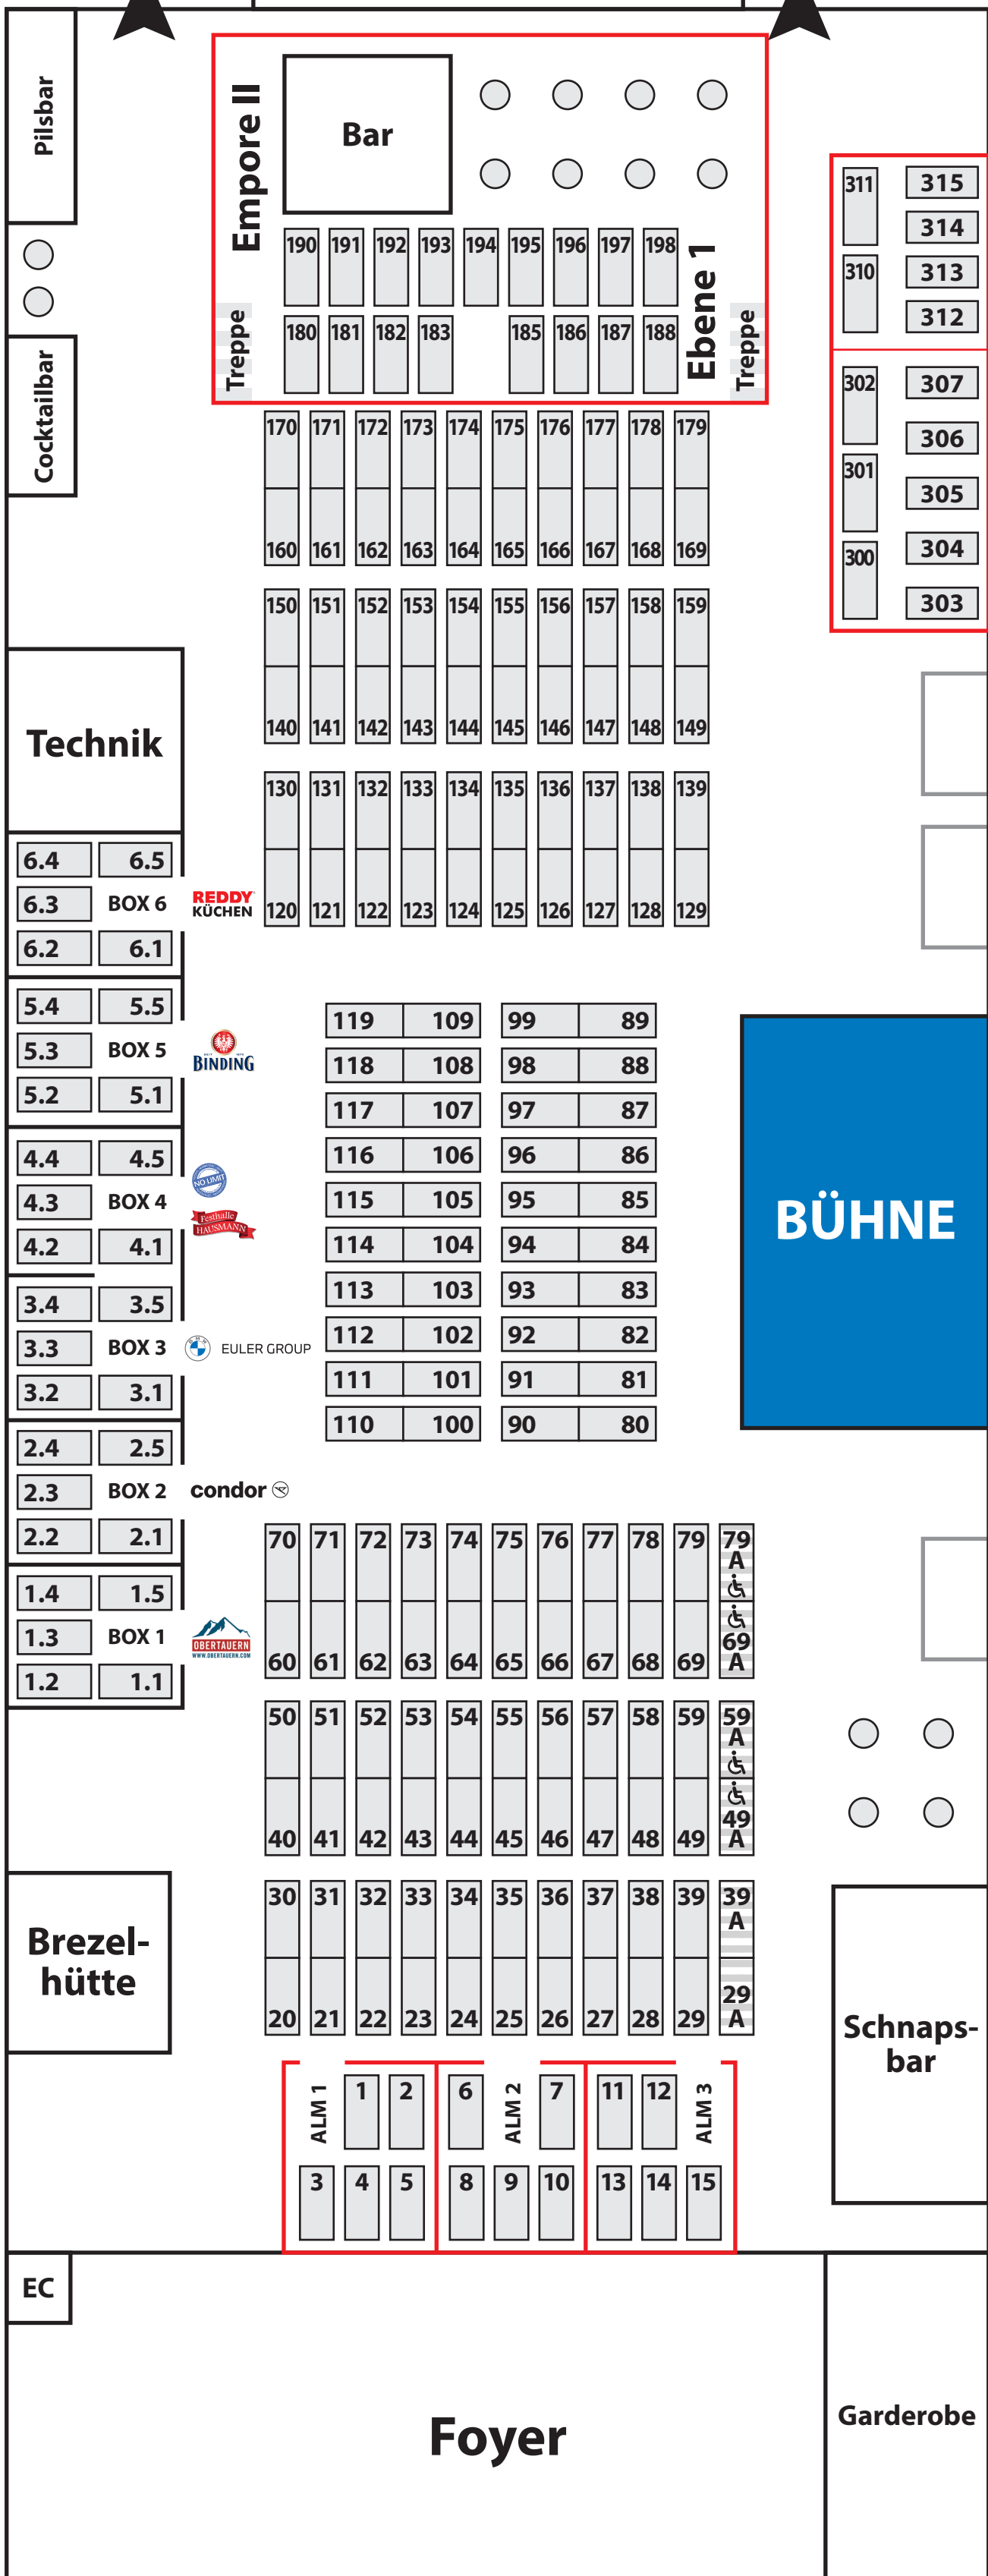 Pilsbar
Empore II
Bar
311
315
314
310
313
312
190 191 192 193 194 195 196 197 198
Ebene 1
Treppe
180 181 182 183 185 186 187 188
Treppe
Cocktailbar
302
307
306
301
305
300
304
303
170 171 172 173 174 175 176 177 178 179
160 161 162 163 164 165 166 167 168 169
150 151 152 153 154 155 156 157 158 159
140 141 142 143 144 145 146 147 148 149
Technik
130 131 132 133 134 135 136 137 138 139
120 121 122 123 124 125 126 127 128 129
6.4 6.5
6.3 BOX 6
REDDY
KÜCHEN
6.2 6.1
5.4 5.5
5.3 BOX 5
BINDING
5.2 5.1
4.4 4.5
NO LIMIT
4.3 BOX 4
Festhalle
HAUSMANN
4.2 4.1
3.4 3.5
3.3 BOX 3
BMW
EULER GROUP
3.2 3.1
2.4 2.5
2.3 BOX 2
condor
2.2 2.1
1.4 1.5
1.3 BOX 1
OBERTAUERN
WWW.OBERTAUERN.COM
1.2 1.1
119 109 99 89
118 108 98 88
117 107 97 87
116 106 96 86
115 105 95 85
114 104 94 84
113 103 93 83
112 102 92 82
111 101 91 81
110 100 90 80
BÜHNE
70 71 72 73 74 75 76 77 78 79 79
A
60 61 62 63 64 65 66 67 68 69 69
A
50 51 52 53 54 55 56 57 58 59 59
A
40 41 42 43 44 45 46 47 48 49 49
A
30 31 32 33 34 35 36 37 38 39 39
A
20 21 22 23 24 25 26 27 28 29 29
A
Brezel-
hütte
Schnaps-
bar
ALM 1
1 2
6
ALM 2
7
11 12
ALM 3
3 4 5
8 9 10
13 14 15
EC
Foyer
Garderobe